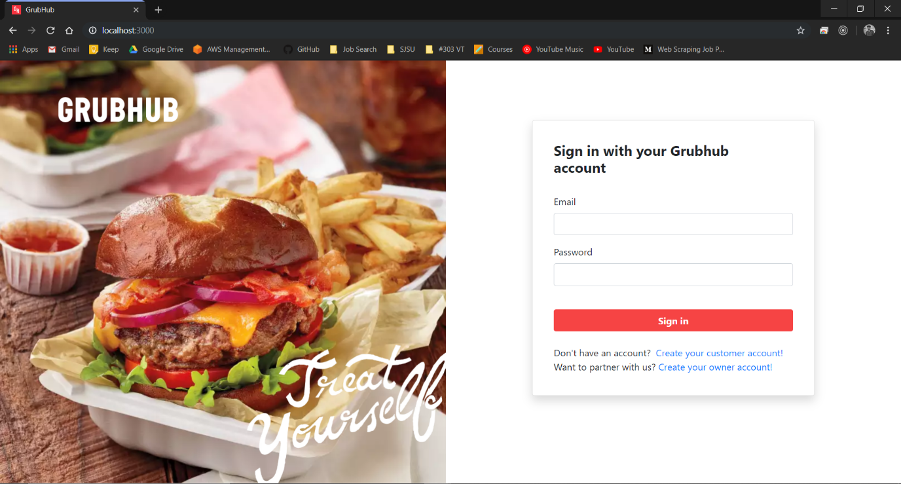 GrubHub
localhost:3000
Apps
Gmail
Keep
Google Drive
AWS Management...
GitHub
Job Search
SJSU
#303 VT
Courses
YouTube Music
YouTube
Web Scraping Job P...
GRUBHUB
Treat
Yourself
Sign in with your Grubhub
account
Email
Password
Sign in
Don't have an account? Create your customer account!
Want to partner with us? Create your owner account!